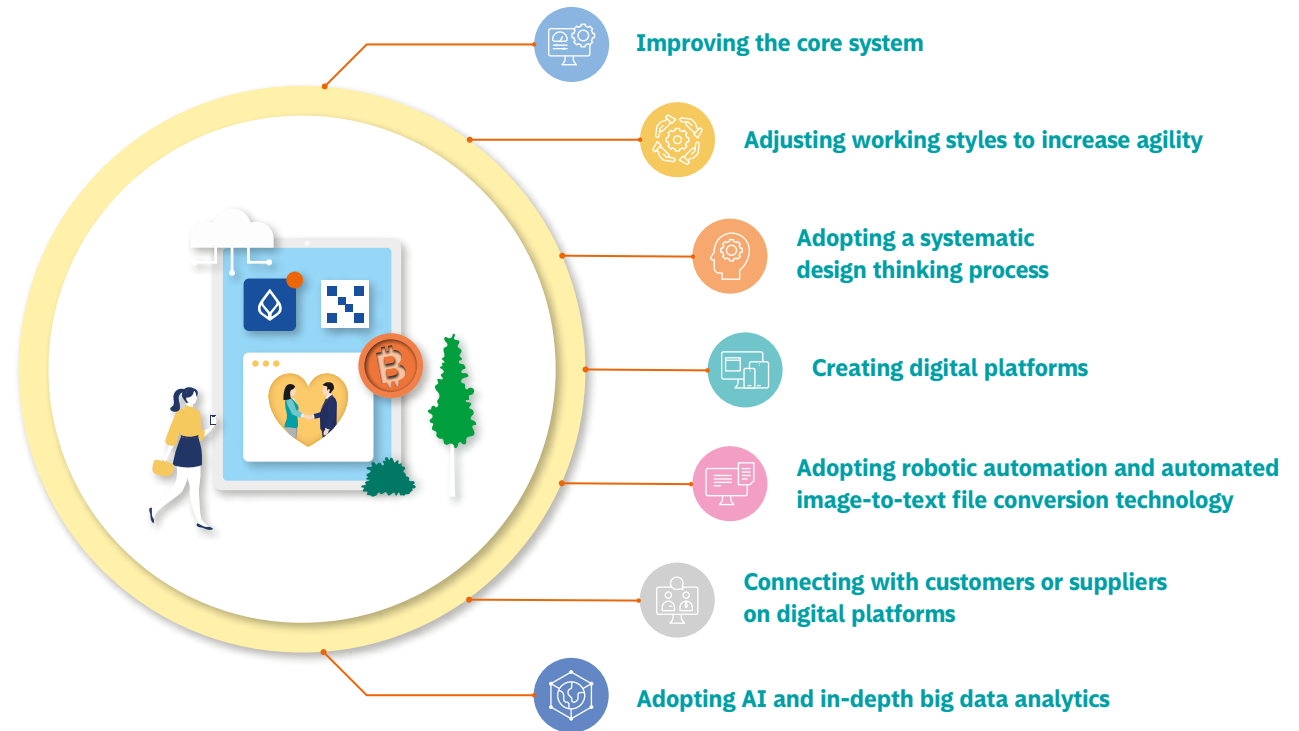 Improving the core system
Adjusting working styles to increase agility
Adopting a systematic
design thinking process
Creating digital platforms
Adopting robotic automation and automated
image-to-text file conversion technology
Connecting with customers or suppliers
on digital platforms
Adopting AI and in-depth big data analytics